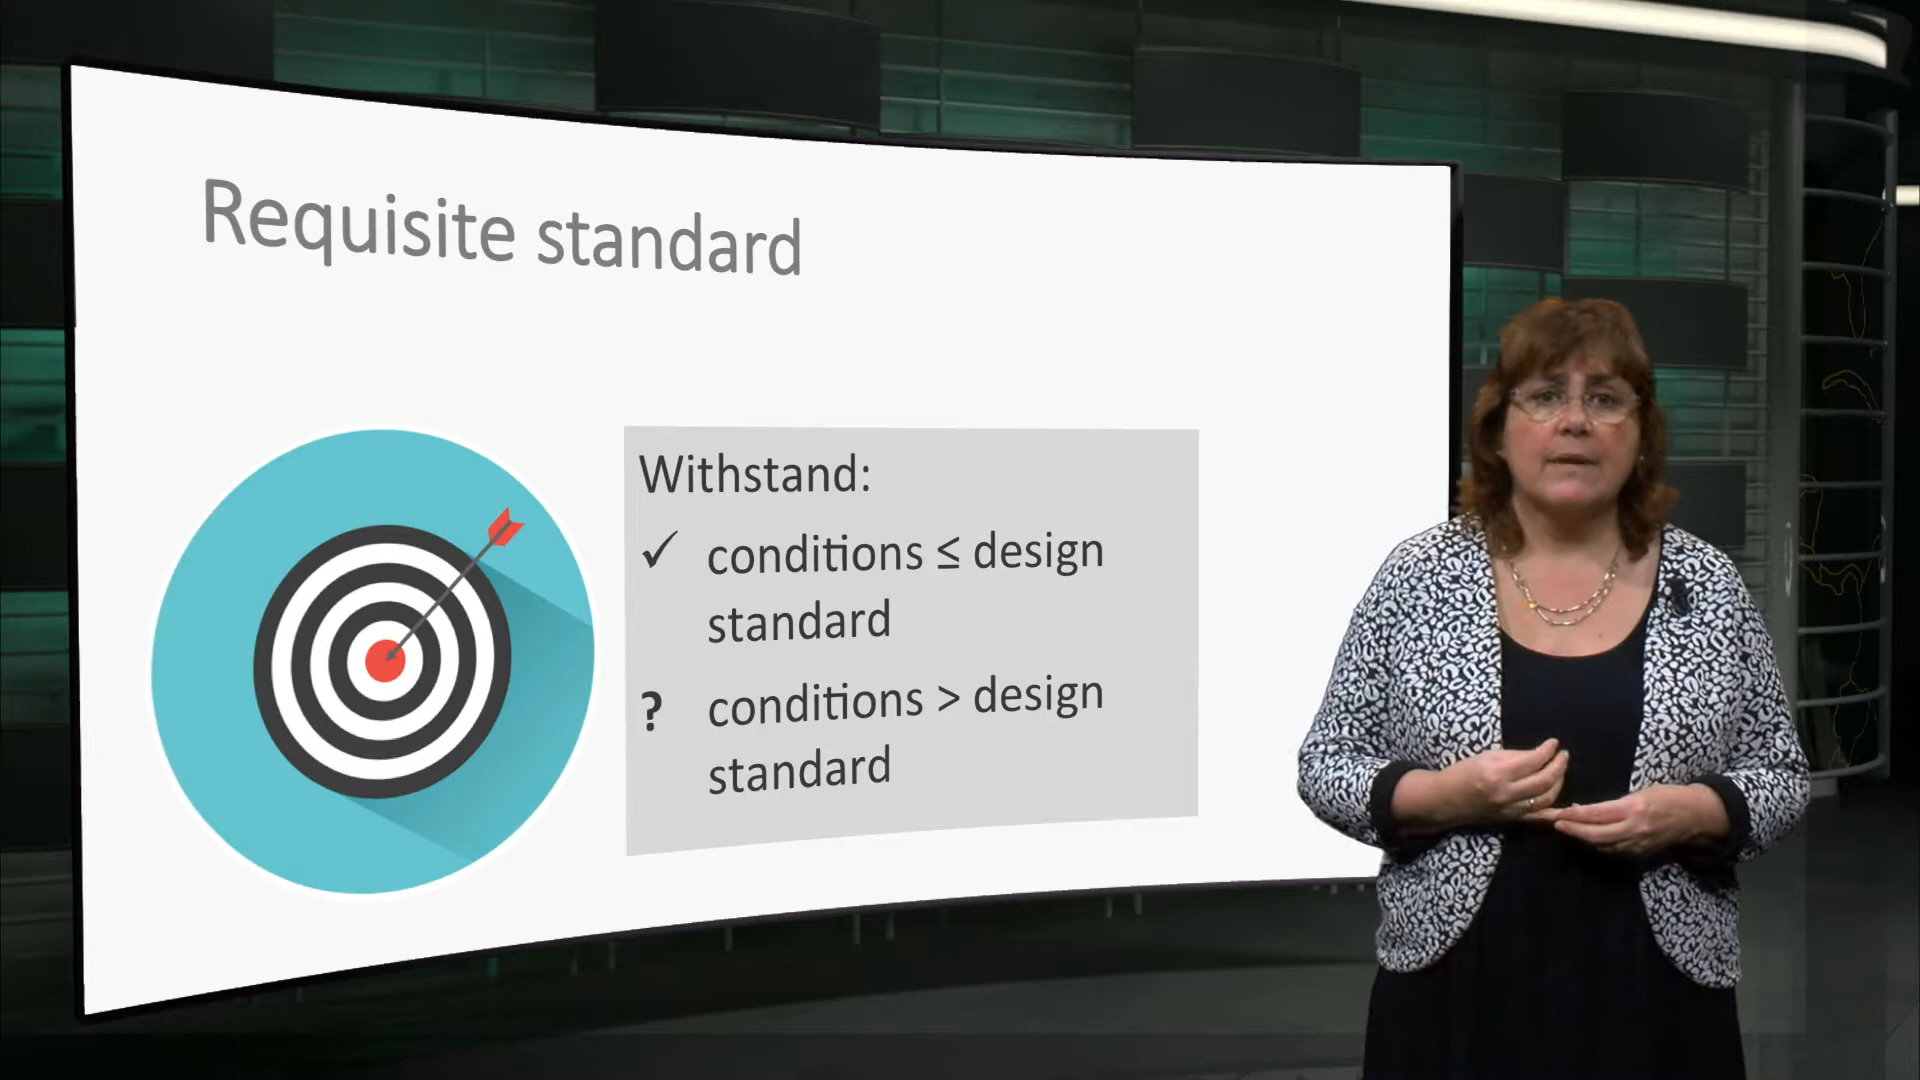 Requisite standard
Withstand:
✓ conditions ≤ design
standard
? conditions > design
standard